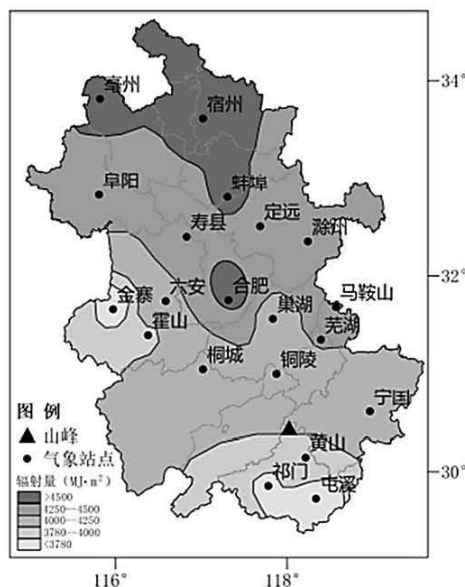 34°
亳州
宿州
阜阳
蚌埠
定远
寿县
滁州
32°
合肥
马鞍山
金寨
六安
巢湖
霍山
芜湖
桐城
铜陵
宁国
图 例
▲山峰
●气象站点
黄山
30°
祁门
屯溪
辐射量(MJ·m²)
>4500
4250—4500
4000—4250
3780—4000
<3780
116°
118°